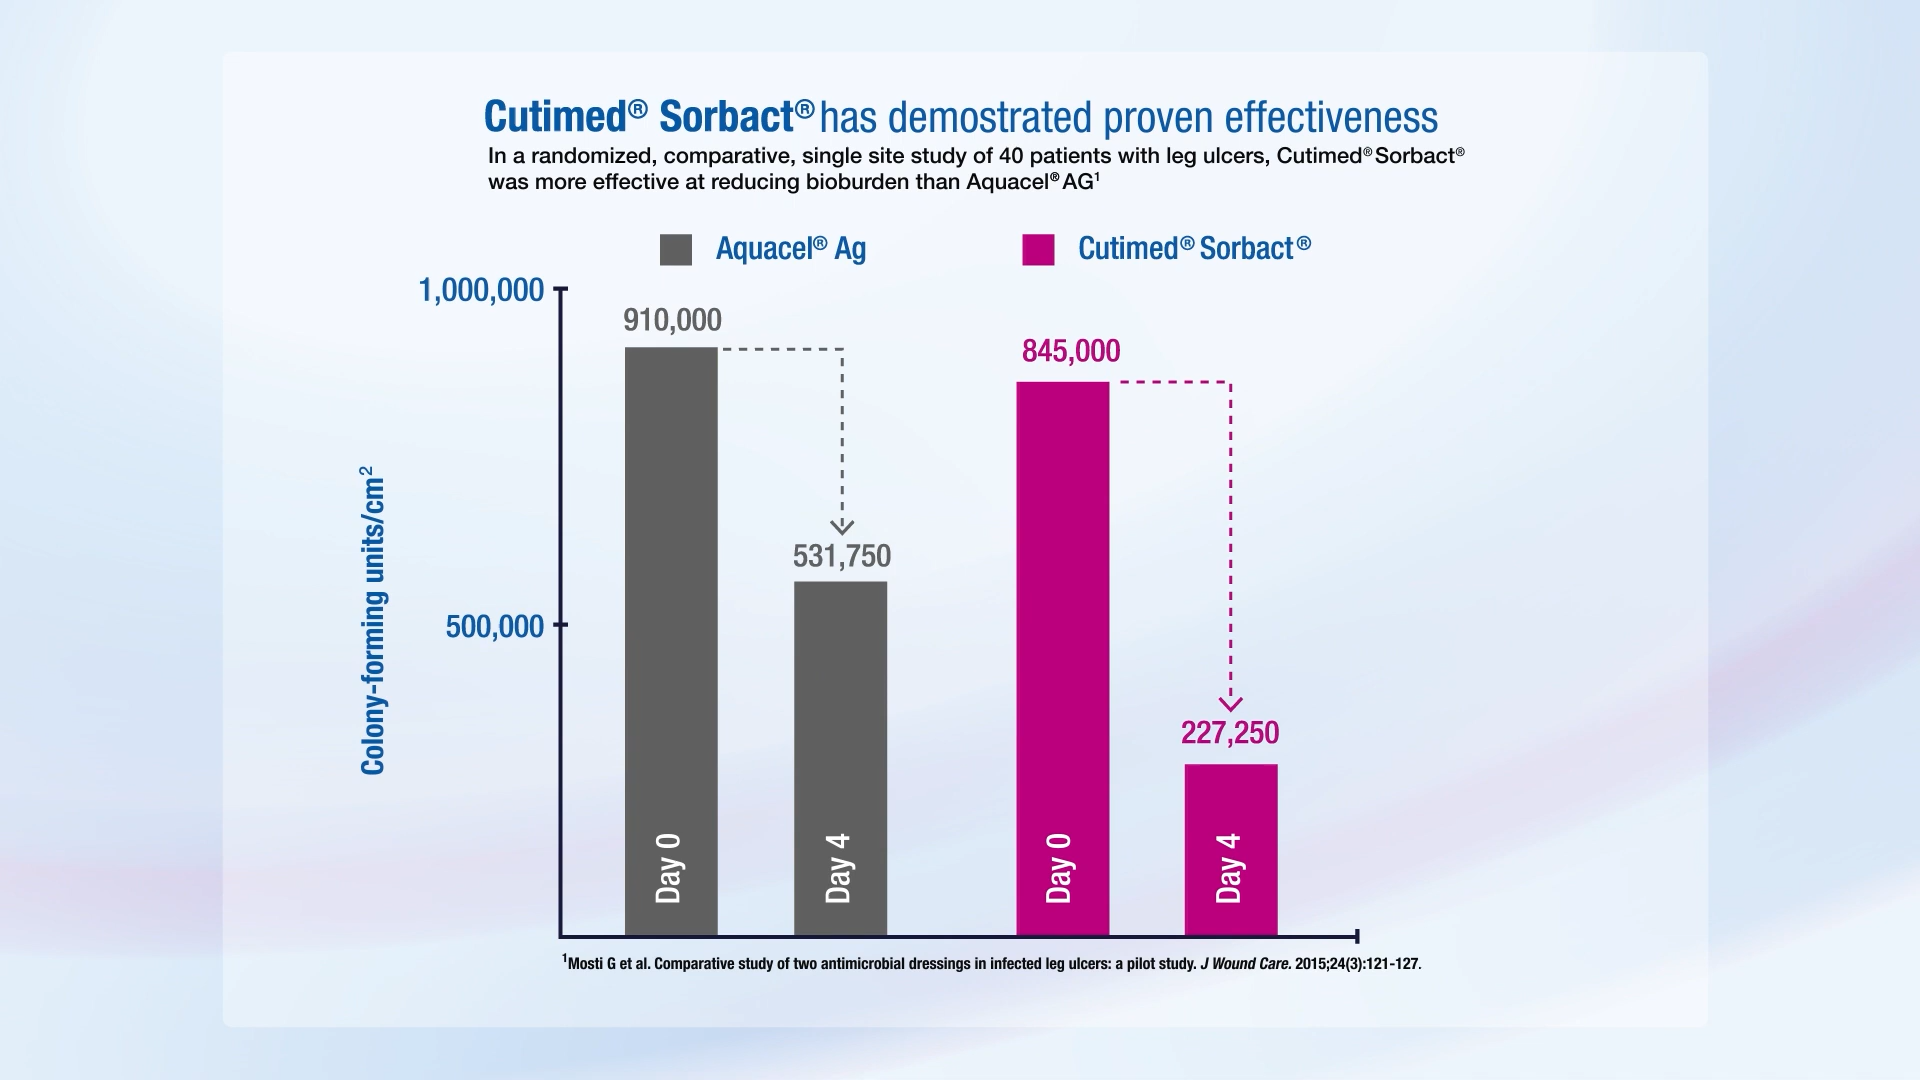 Cutimed® Sorbact® has demostrated proven effectiveness
In a randomized, comparative, single site study of 40 patients with leg ulcers, Cutimed® Sorbact®
was more effective at reducing bioburden than Aquacel® AG¹
Aquacel® Ag
Cutimed® Sorbact®
1,000,000
910,000
845,000
531,750
500,000
227,250
Colony-forming units/cm²
Day 0
Day 4
Day 0
Day 4
¹Mosti G et al. Comparative study of two antimicrobial dressings in infected leg ulcers: a pilot study. J Wound Care. 2015;24(3):121-127.